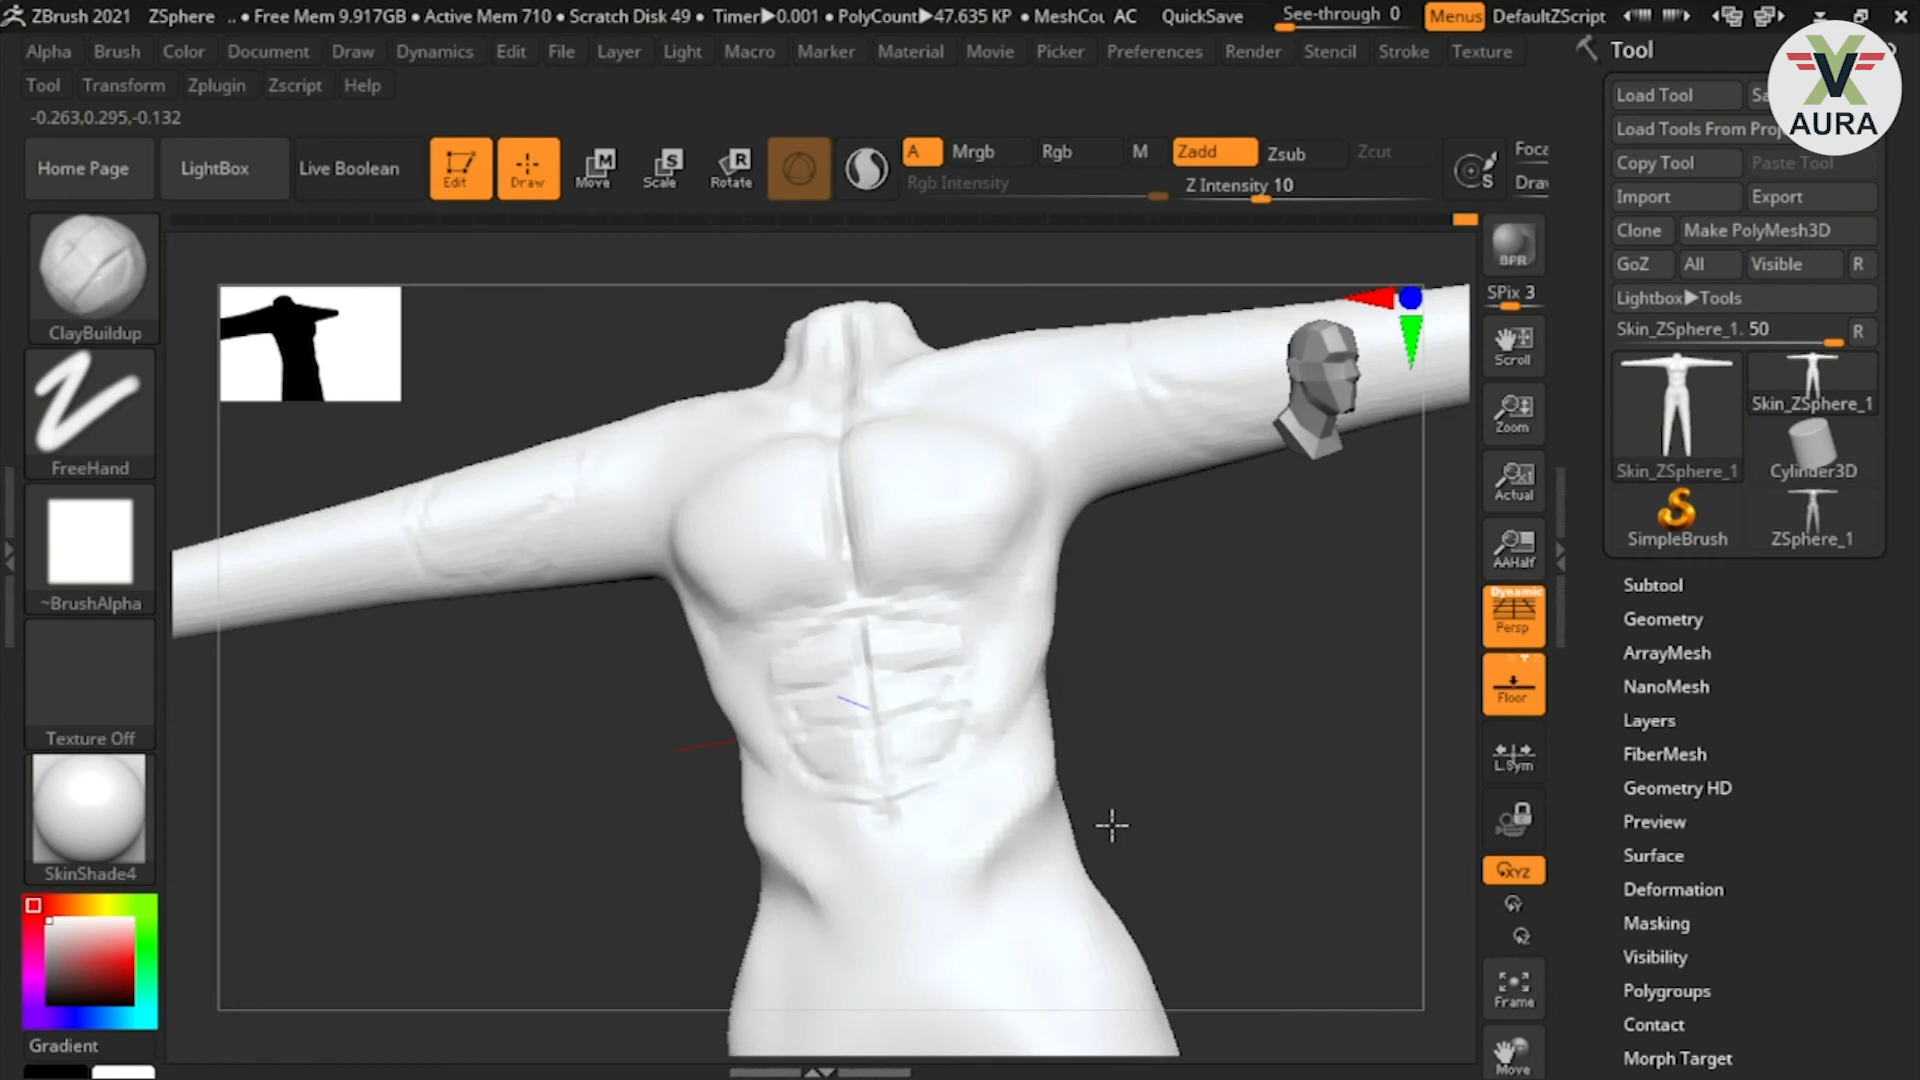 ZBrush 2021 ZSphere .. • Free Mem 9.917GB • Active Mem 710 • Scratch Disk 49 • Timer▶0.001 • PolyCount▶47.635 KP • MeshCou AC QuickSave See-through 0 Menus DefaultZScript
Alpha Brush Color Document Draw Dynamics Edit File Layer Light Macro Marker Material Movie Picker Preferences Render Stencil Stroke Texture
Tool Transform Zplugin Zscript Help
-0.263,0.295,-0.132
Home Page LightBox Live Boolean Edit Draw M Move S Scale R Rotate A Mrgb Rgb M Zadd Zsub Zcut Foca
Rgb Intensity Z Intensity 10 S Dra
ClayBuildup
FreeHand
~BrushAlpha
Texture Off
SkinShade4
Gradient
BPR
SPix 3
Scroll
Zoom
Actual
AAHalf
Dynamic
Persp
Floor
L.Sym
XYZ
Frame
Move
Tool
AURA
Load Tool Sa
Load Tools From Proj
Copy Tool Paste Tool
Import Export
Clone Make PolyMesh3D
GoZ All Visible R
Lightbox▶Tools
Skin_ZSphere_1. 50 R
Skin_ZSphere_1
Skin_ZSphere_1 Cylinder3D
SimpleBrush ZSphere_1
Subtool
Geometry
ArrayMesh
NanoMesh
Layers
FiberMesh
Geometry HD
Preview
Surface
Deformation
Masking
Visibility
Polygroups
Contact
Morph Target